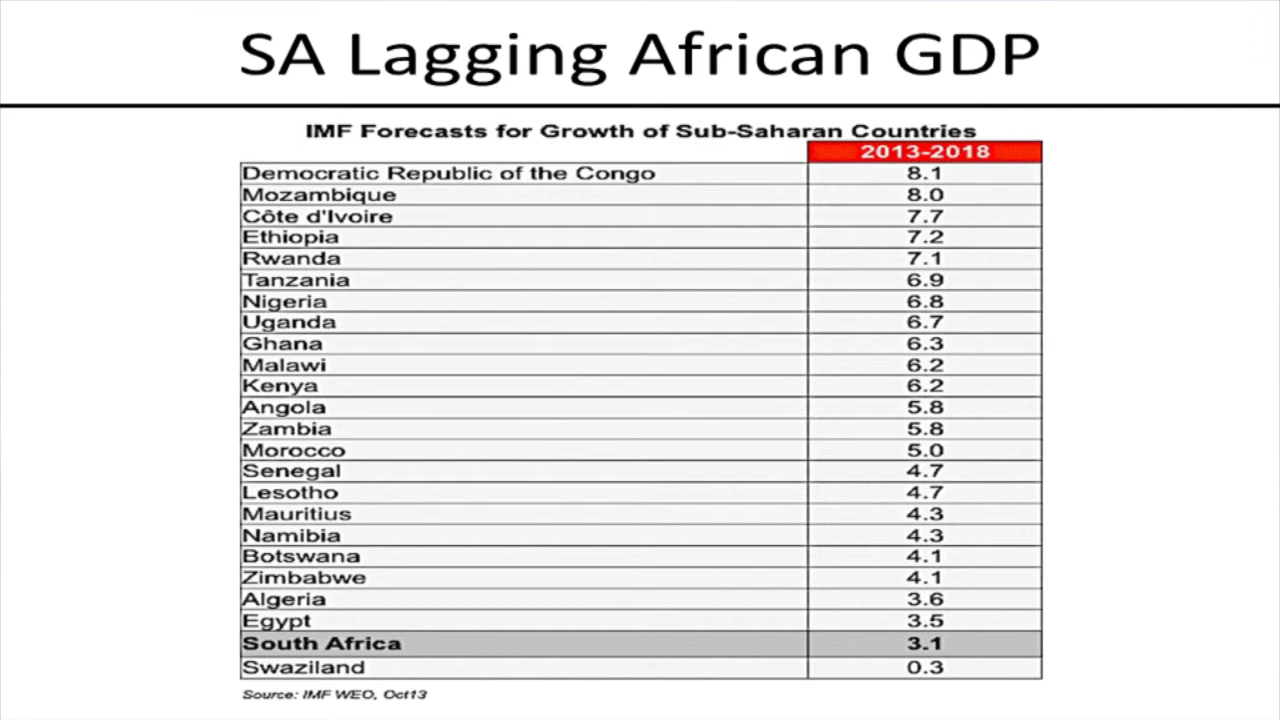 SA Lagging African GDP
IMF Forecasts for Growth of Sub-Saharan Countries
2013-2018
Democratic Republic of the Congo 8.1
Mozambique 8.0
Côte d'Ivoire 7.7
Ethiopia 7.2
Rwanda 7.1
Tanzania 6.9
Nigeria 6.8
Uganda 6.7
Ghana 6.3
Malawi 6.2
Kenya 6.2
Angola 5.8
Zambia 5.8
Morocco 5.0
Senegal 4.7
Lesotho 4.7
Mauritius 4.3
Namibia 4.3
Botswana 4.1
Zimbabwe 4.1
Algeria 3.6
Egypt 3.5
South Africa 3.1
Swaziland 0.3
Source: IMF WEO, Oct13